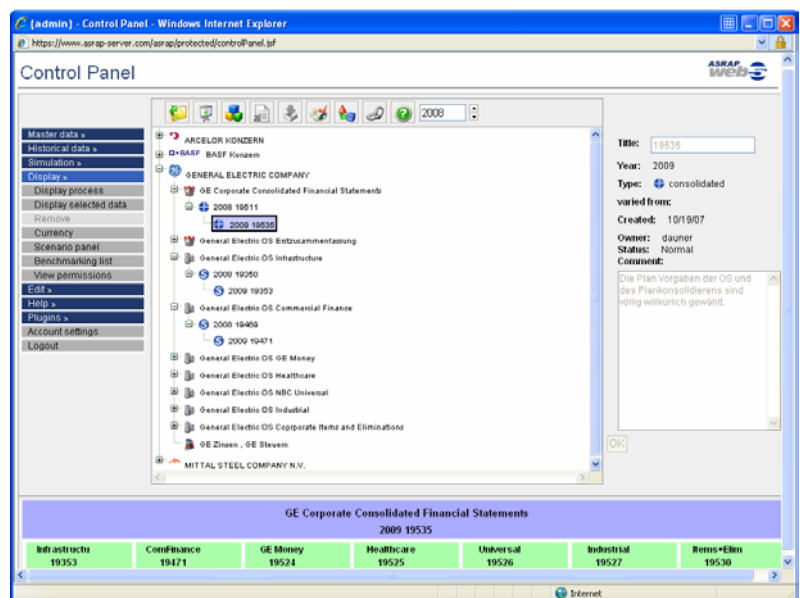 (admin) - Control Panel - Windows Internet Explorer
https://www.asrap-server.com/asrap/protected/controlPanel.jsf
Control Panel
ASRAP
web
2008
Master data »
Historical data »
Simulation »
Display »
Display process
Display selected data
Remove
Currency
Scenario panel
Benchmarking list
View permissions
Edit »
Help »
Plugins »
Account settings
Logout
ARCELOR KONZERN
BASF BASF Konzern
GENERAL ELECTRIC COMPANY
GE Corporate Consolidated Financial Statements
2008 19511
2009 19535
General Electric OS Entzusammenfassung
General Electric OS Infrastructure
2008 19350
2009 19353
General Electric OS Commercial Finance
2008 19469
2009 19471
General Electric OS GE Money
General Electric OS Healthcare
General Electric OS NBC Universal
General Electric OS Industrial
General Electric OS Coprporate Items and Eliminations
GE Zinsen , GE Steuern
MITTAL STEEL COMPANY N.V.
Title: 19535
Year: 2009
Type: consolidated
varied from:
Created: 10/19/07
Owner: dauner
Status: Normal
Comment:
Die Plan Vorgaben der OS und
des Plankonsolidierens sind
völlig willkürlich gewählt.
OK
GE Corporate Consolidated Financial Statements
2009 19535
Infrastructu ComFinance GE Money Healthcare Universal Industrial Items+Elim
19353 19471 19524 19525 19526 19527 19530
Internet